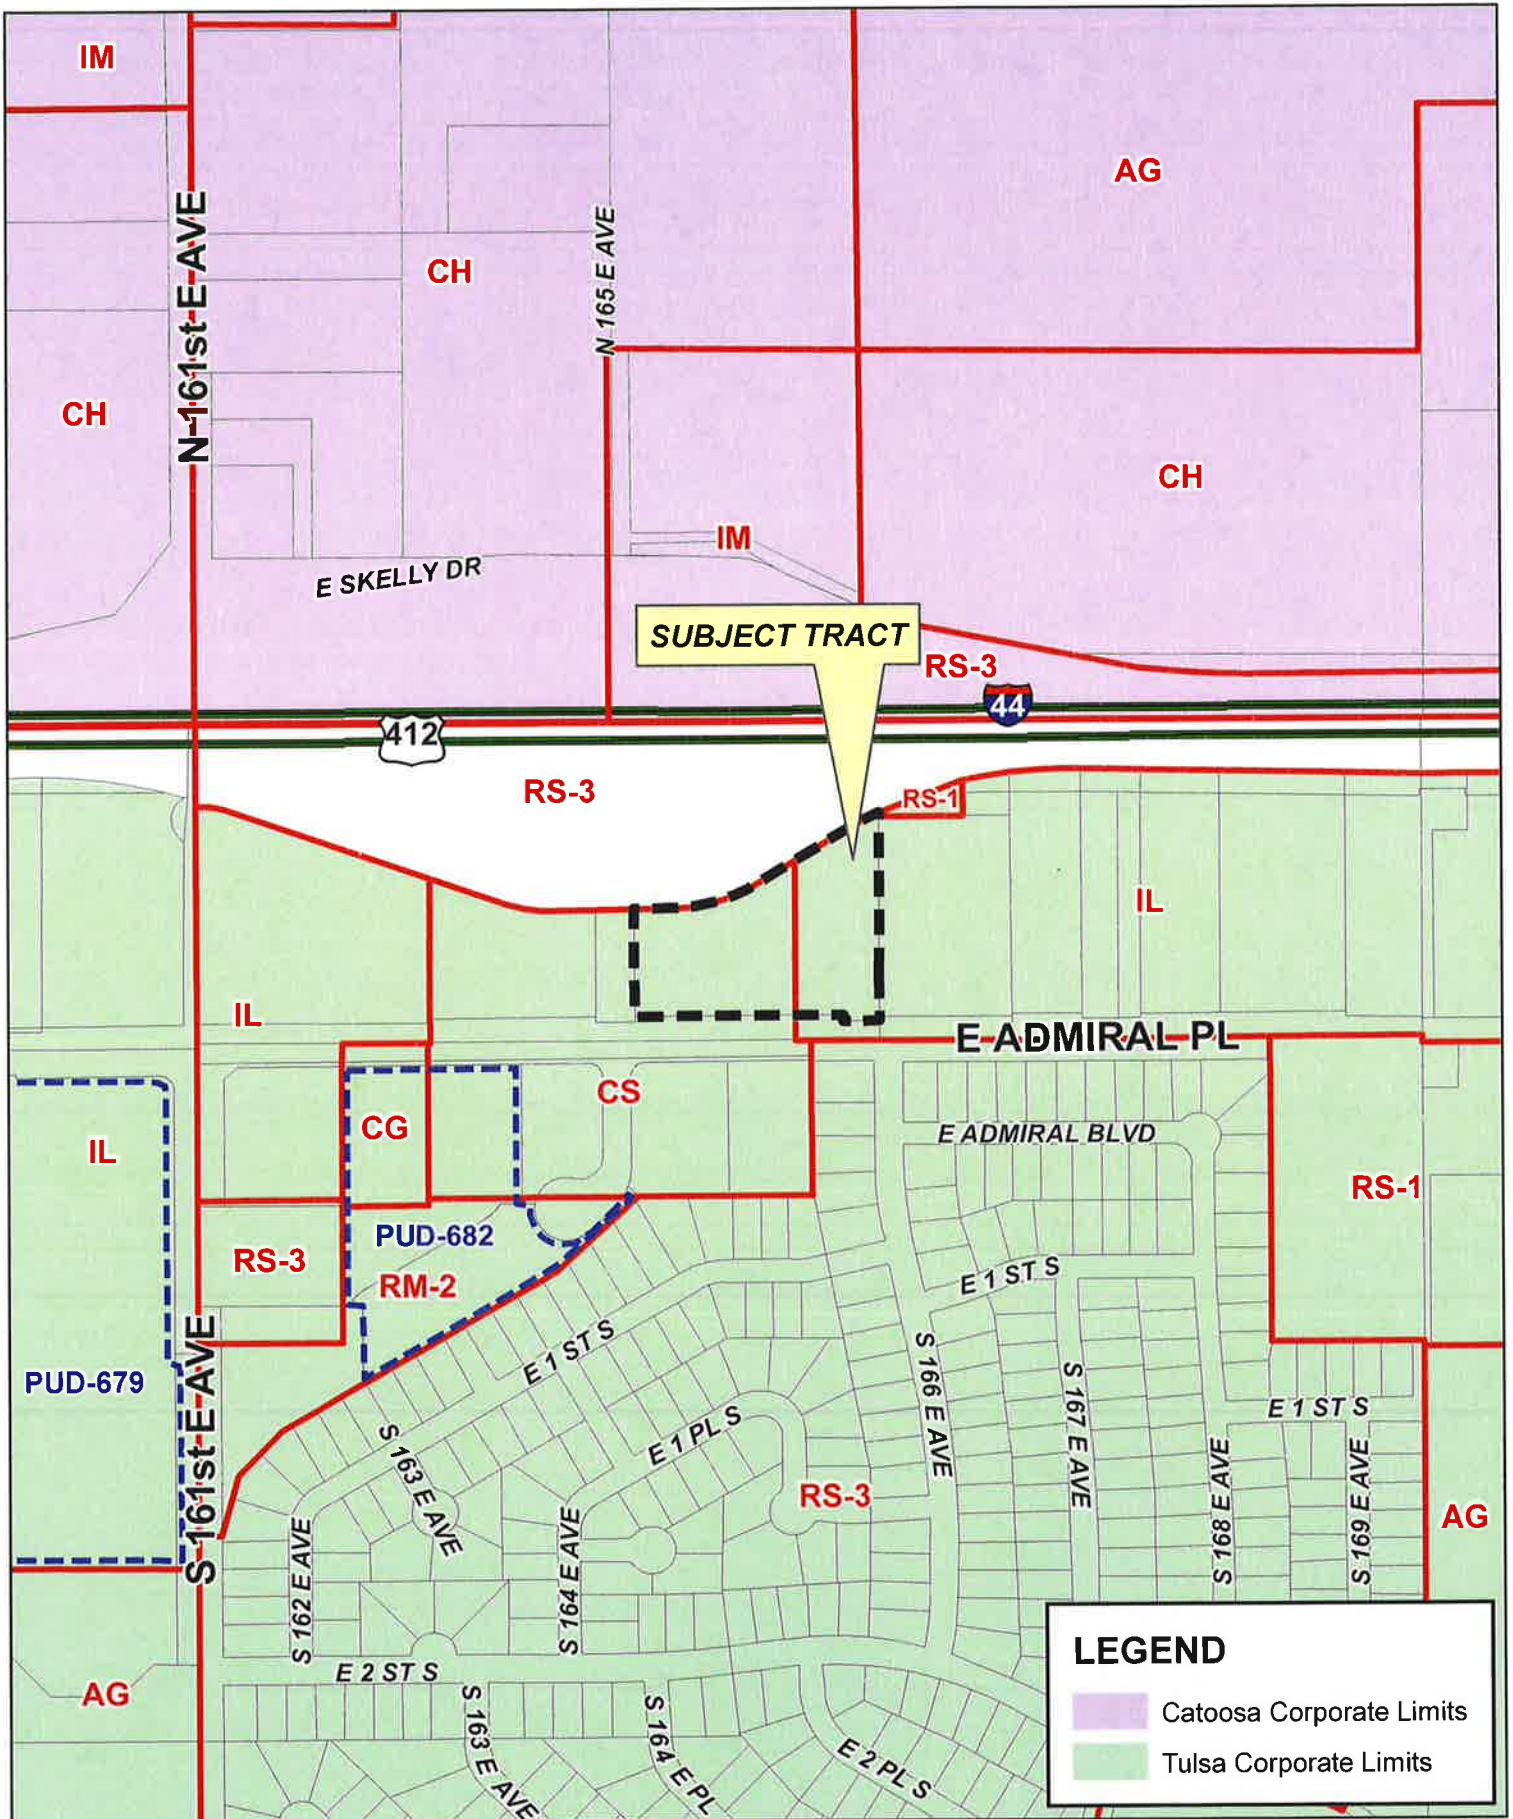 IM
AG
N 161st E AVE
N 165 E AVE
CH
CH
CH
IM
E SKELLY DR
SUBJECT TRACT
RS-3
44
412
RS-3
RS-1
IL
IL
E ADMIRAL PL
CS
CG
E ADMIRAL BLVD
IL
RS-1
PUD-682
RS-3
RM-2
E 1 ST S
E 1 ST S
PUD-679
S 161st E AVE
S 166 E AVE
S 167 E AVE
E 1 ST S
E 1 PL S
S 163 E AVE
RS-3
S 168 E AVE
S 169 E AVE
AG
S 162 E AVE
S 164 E AVE
E 2 ST S
AG
S 163 E AVE
S 164 E PL
E 2 PL S
LEGEND
Catoosa Corporate Limits
Tulsa Corporate Limits